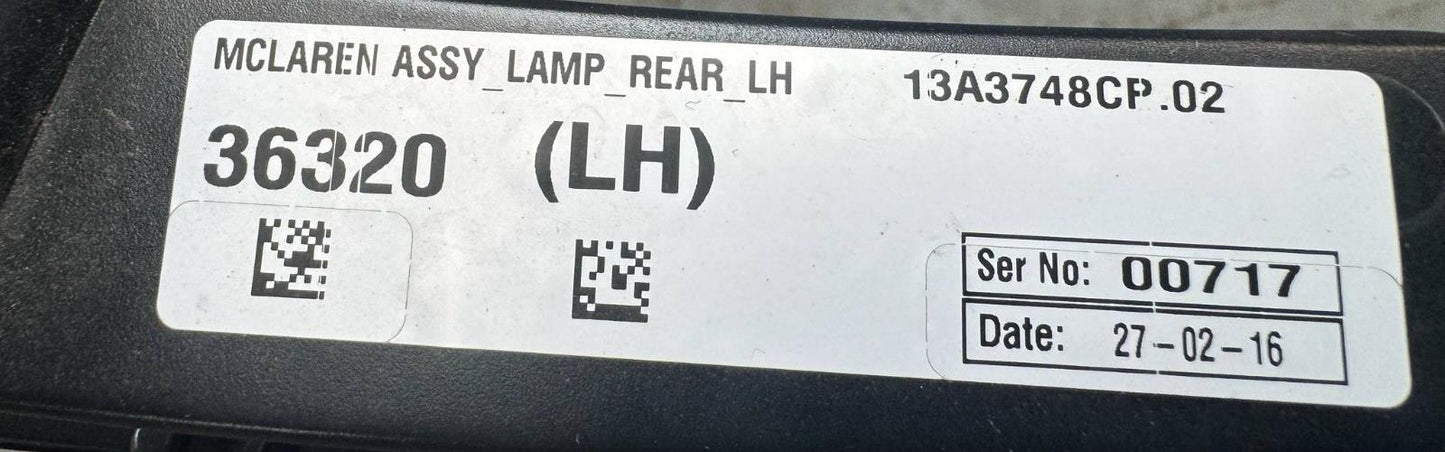 MCLAREN ASSY_LAMP_REAR_LH 13A3748CP.02
36320 (LH)
Ser No: 00717
Date: 27-02-16